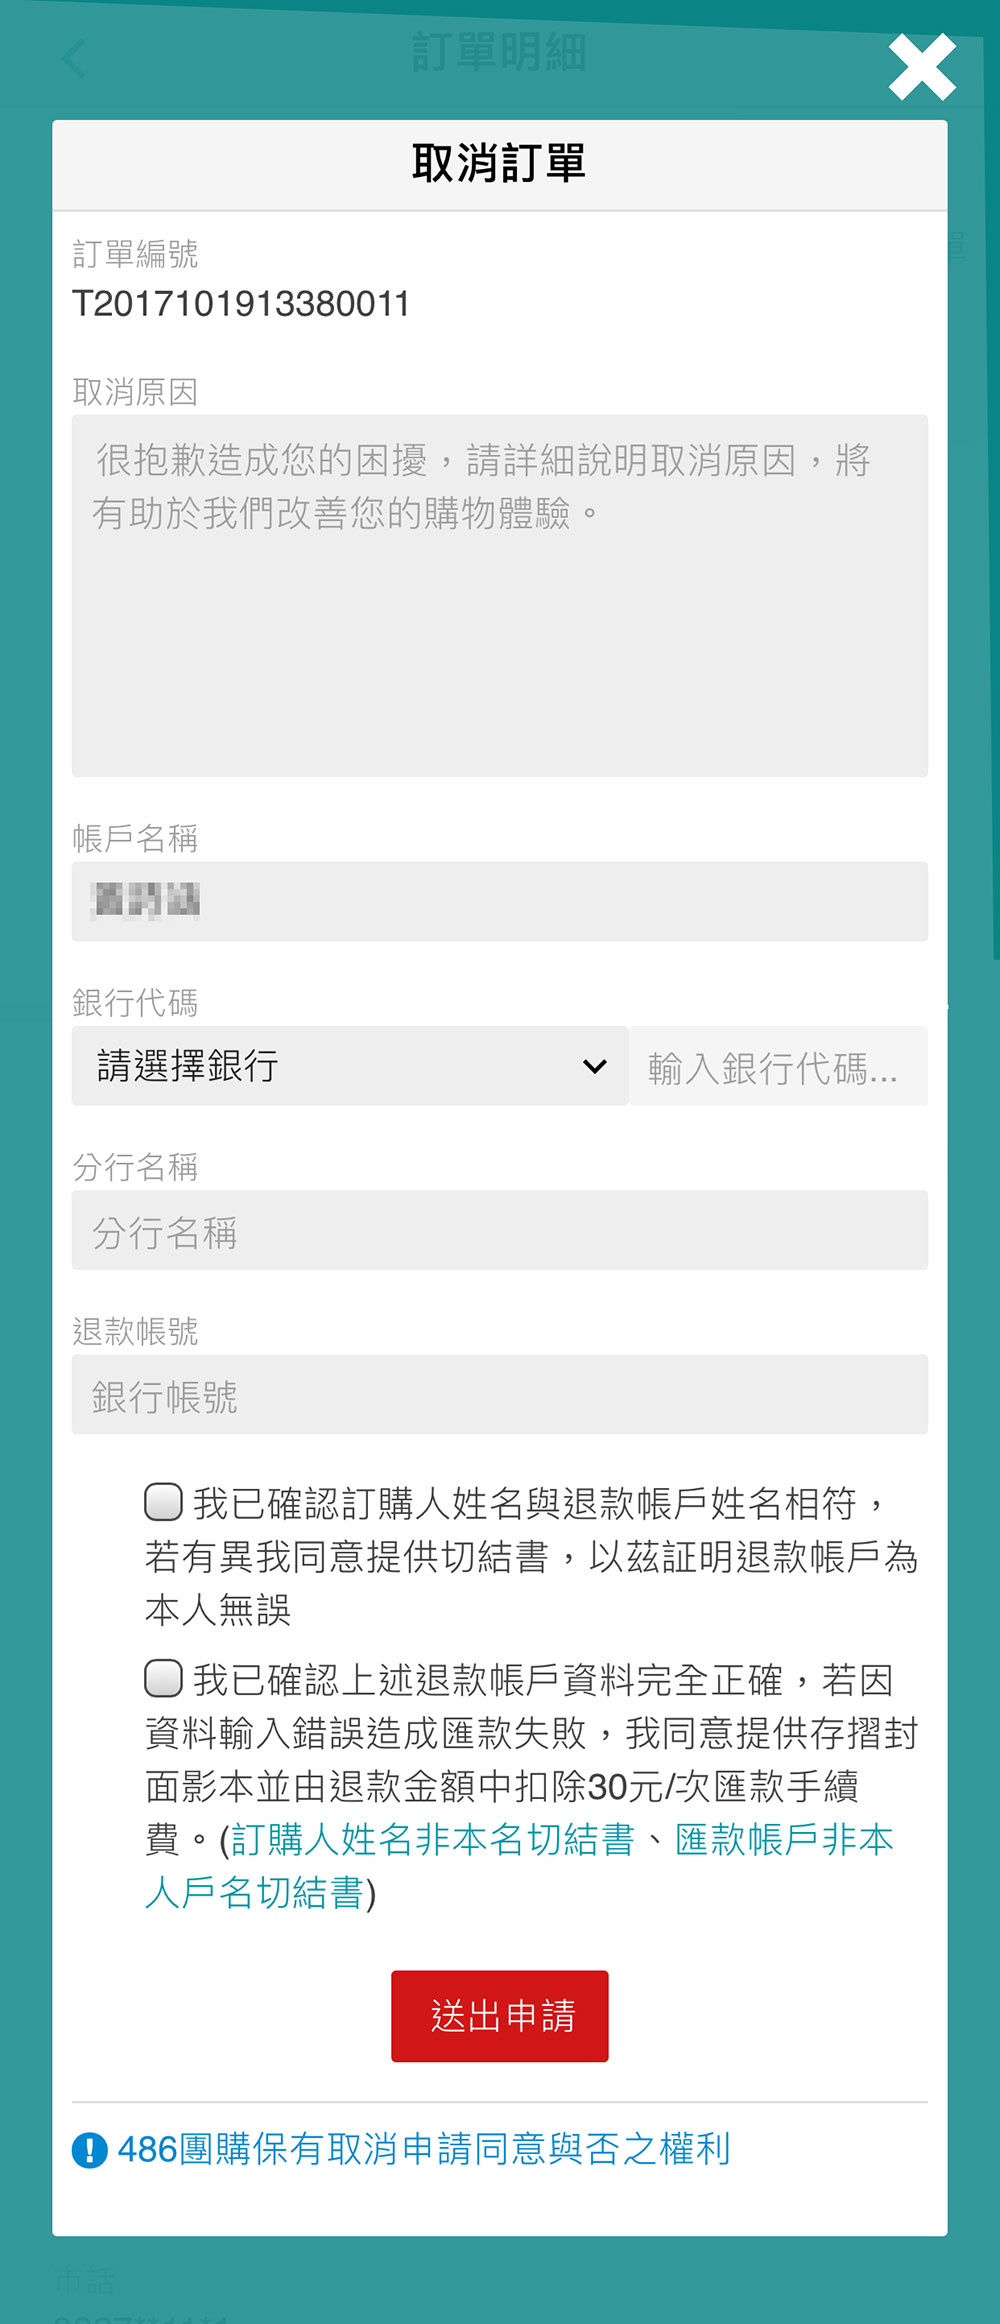 訂單明細
取消訂單
訂單編號
T2017101913380011
取消原因
很抱歉造成您的困擾，請詳細說明取消原因，將
有助於我們改善您的購物體驗。
帳戶名稱
銀行代碼
請選擇銀行
輸入銀行代碼...
分行名稱
分行名稱
退款帳號
銀行帳號
我已確認訂購人姓名與退款帳戶姓名相符，
若有異我同意提供切結書，以茲証明退款帳戶為
本人無誤
我已確認上述退款帳戶資料完全正確，若因
資料輸入錯誤造成匯款失敗，我同意提供存摺封
面影本並由退款金額中扣除30元/次匯款手續
費。(訂購人姓名非本名切結書、匯款帳戶非本
人戶名切結書)
送出申請
486團購保有取消申請同意與否之權利
市話